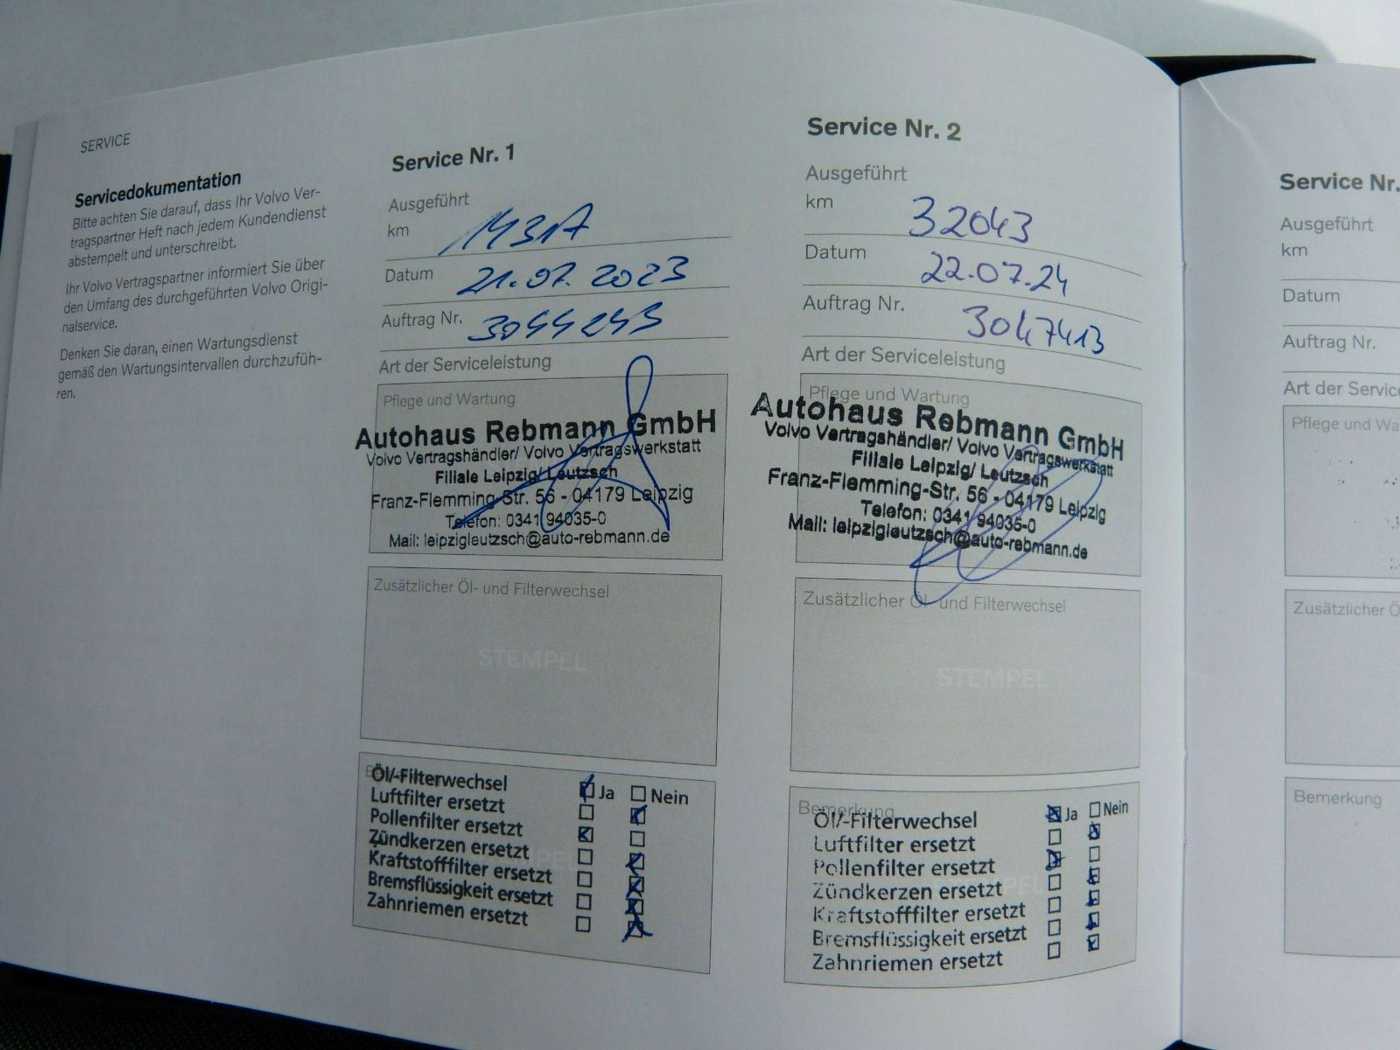 SERVICE
Servicedokumentation
Bitte achten Sie darauf, dass Ihr Volvo Ver-
tragspartner Heft nach jedem Kundendienst
abstempelt und unterschreibt.
Ihr Volvo Vertragspartner informiert Sie über
den Umfang des durchgeführten Volvo Origi-
nalservice.
Denken Sie daran, einen Wartungsdienst
gemäß den Wartungsintervallen durchzufüh-
ren.
Service Nr. 1
Ausgeführt
km
Datum 21.07.2023
Auftrag Nr.
Art der Serviceleistung
Pflege und Wartung
Autohaus Rebmann GmbH
Volvo Vertragshändler/ Volvo Vertragswerkstatt
Filiale Leipzig/ Leutzsch
Franz-Flemming-Str. 56 - 04179 Leipzig
Telefon: 0341 94035-0
Mail: leipzigleutzsch@auto-rebmann.de
Zusätzlicher Öl- und Filterwechsel
STEMPEL
Öl/-Filterwechsel Ja Nein
Luftfilter ersetzt
Pollenfilter ersetzt
Zündkerzen ersetzt
Kraftstofffilter ersetzt
Bremsflüssigkeit ersetzt
Zahnriemen ersetzt
Service Nr. 2
Ausgeführt
km 32043
Datum 22.07.24
Auftrag Nr. 3047413
Art der Serviceleistung
Pflege und Wartung
Autohaus Rebmann GmbH
Volvo Vertragshändler/ Volvo Vertragswerkstatt
Filiale Leipzig/ Leutzsch
Franz-Flemming-Str. 56 - 04179 Leipzig
Telefon: 0341 94035-0
Mail: leipzigleutzsch@auto-rebmann.de
Zusätzlicher Öl- und Filterwechsel
STEMPEL
Bemerkung
Öl/-Filterwechsel Ja Nein
Luftfilter ersetzt
Pollenfilter ersetzt
Zündkerzen ersetzt
Kraftstofffilter ersetzt
Bremsflüssigkeit ersetzt
Zahnriemen ersetzt
Service Nr.
Ausgeführt
km
Datum
Auftrag Nr.
Art der Service
Pflege und Wa
Zusätzlicher Ö
Bemerkung